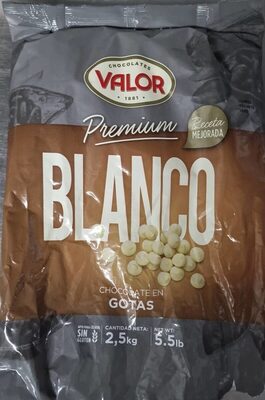 CHOCOLATES
VALOR
1881
Premium
Receta
MEJORADA
BLANCO
CHOCOLATE EN
GOTAS
SIN
GLUTEN
CANTIDAD NETA:
2,5kg
NET WT:
5.5lb